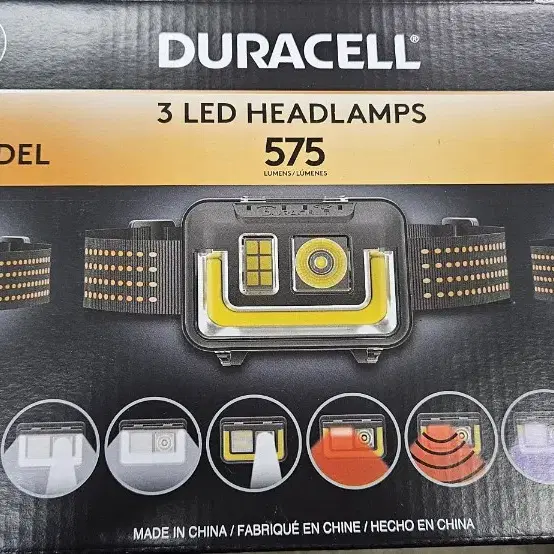 DURACELL®
3 LED HEADLAMPS
DEL
575
LUMENS/LÚMENES
MADE IN CHINA / FABRIQUÉ EN CHINE / HECHO EN CHINA